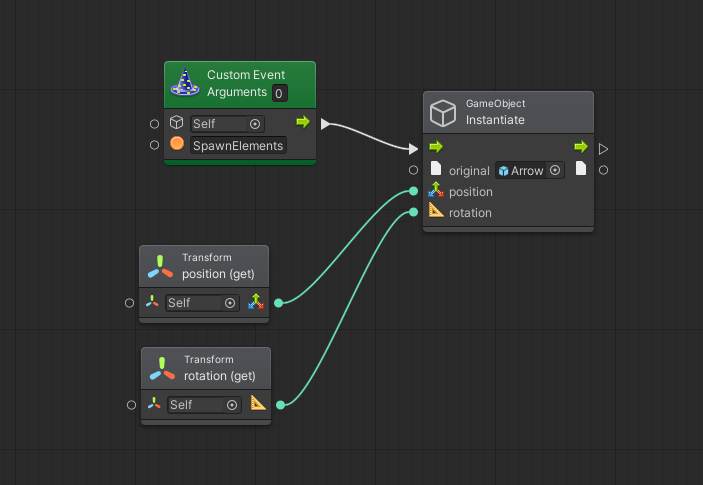 Custom Event
Arguments 0
Self
SpawnElements
GameObject
Instantiate
original Arrow
position
rotation
Transform
position (get)
Self
Transform
rotation (get)
Self